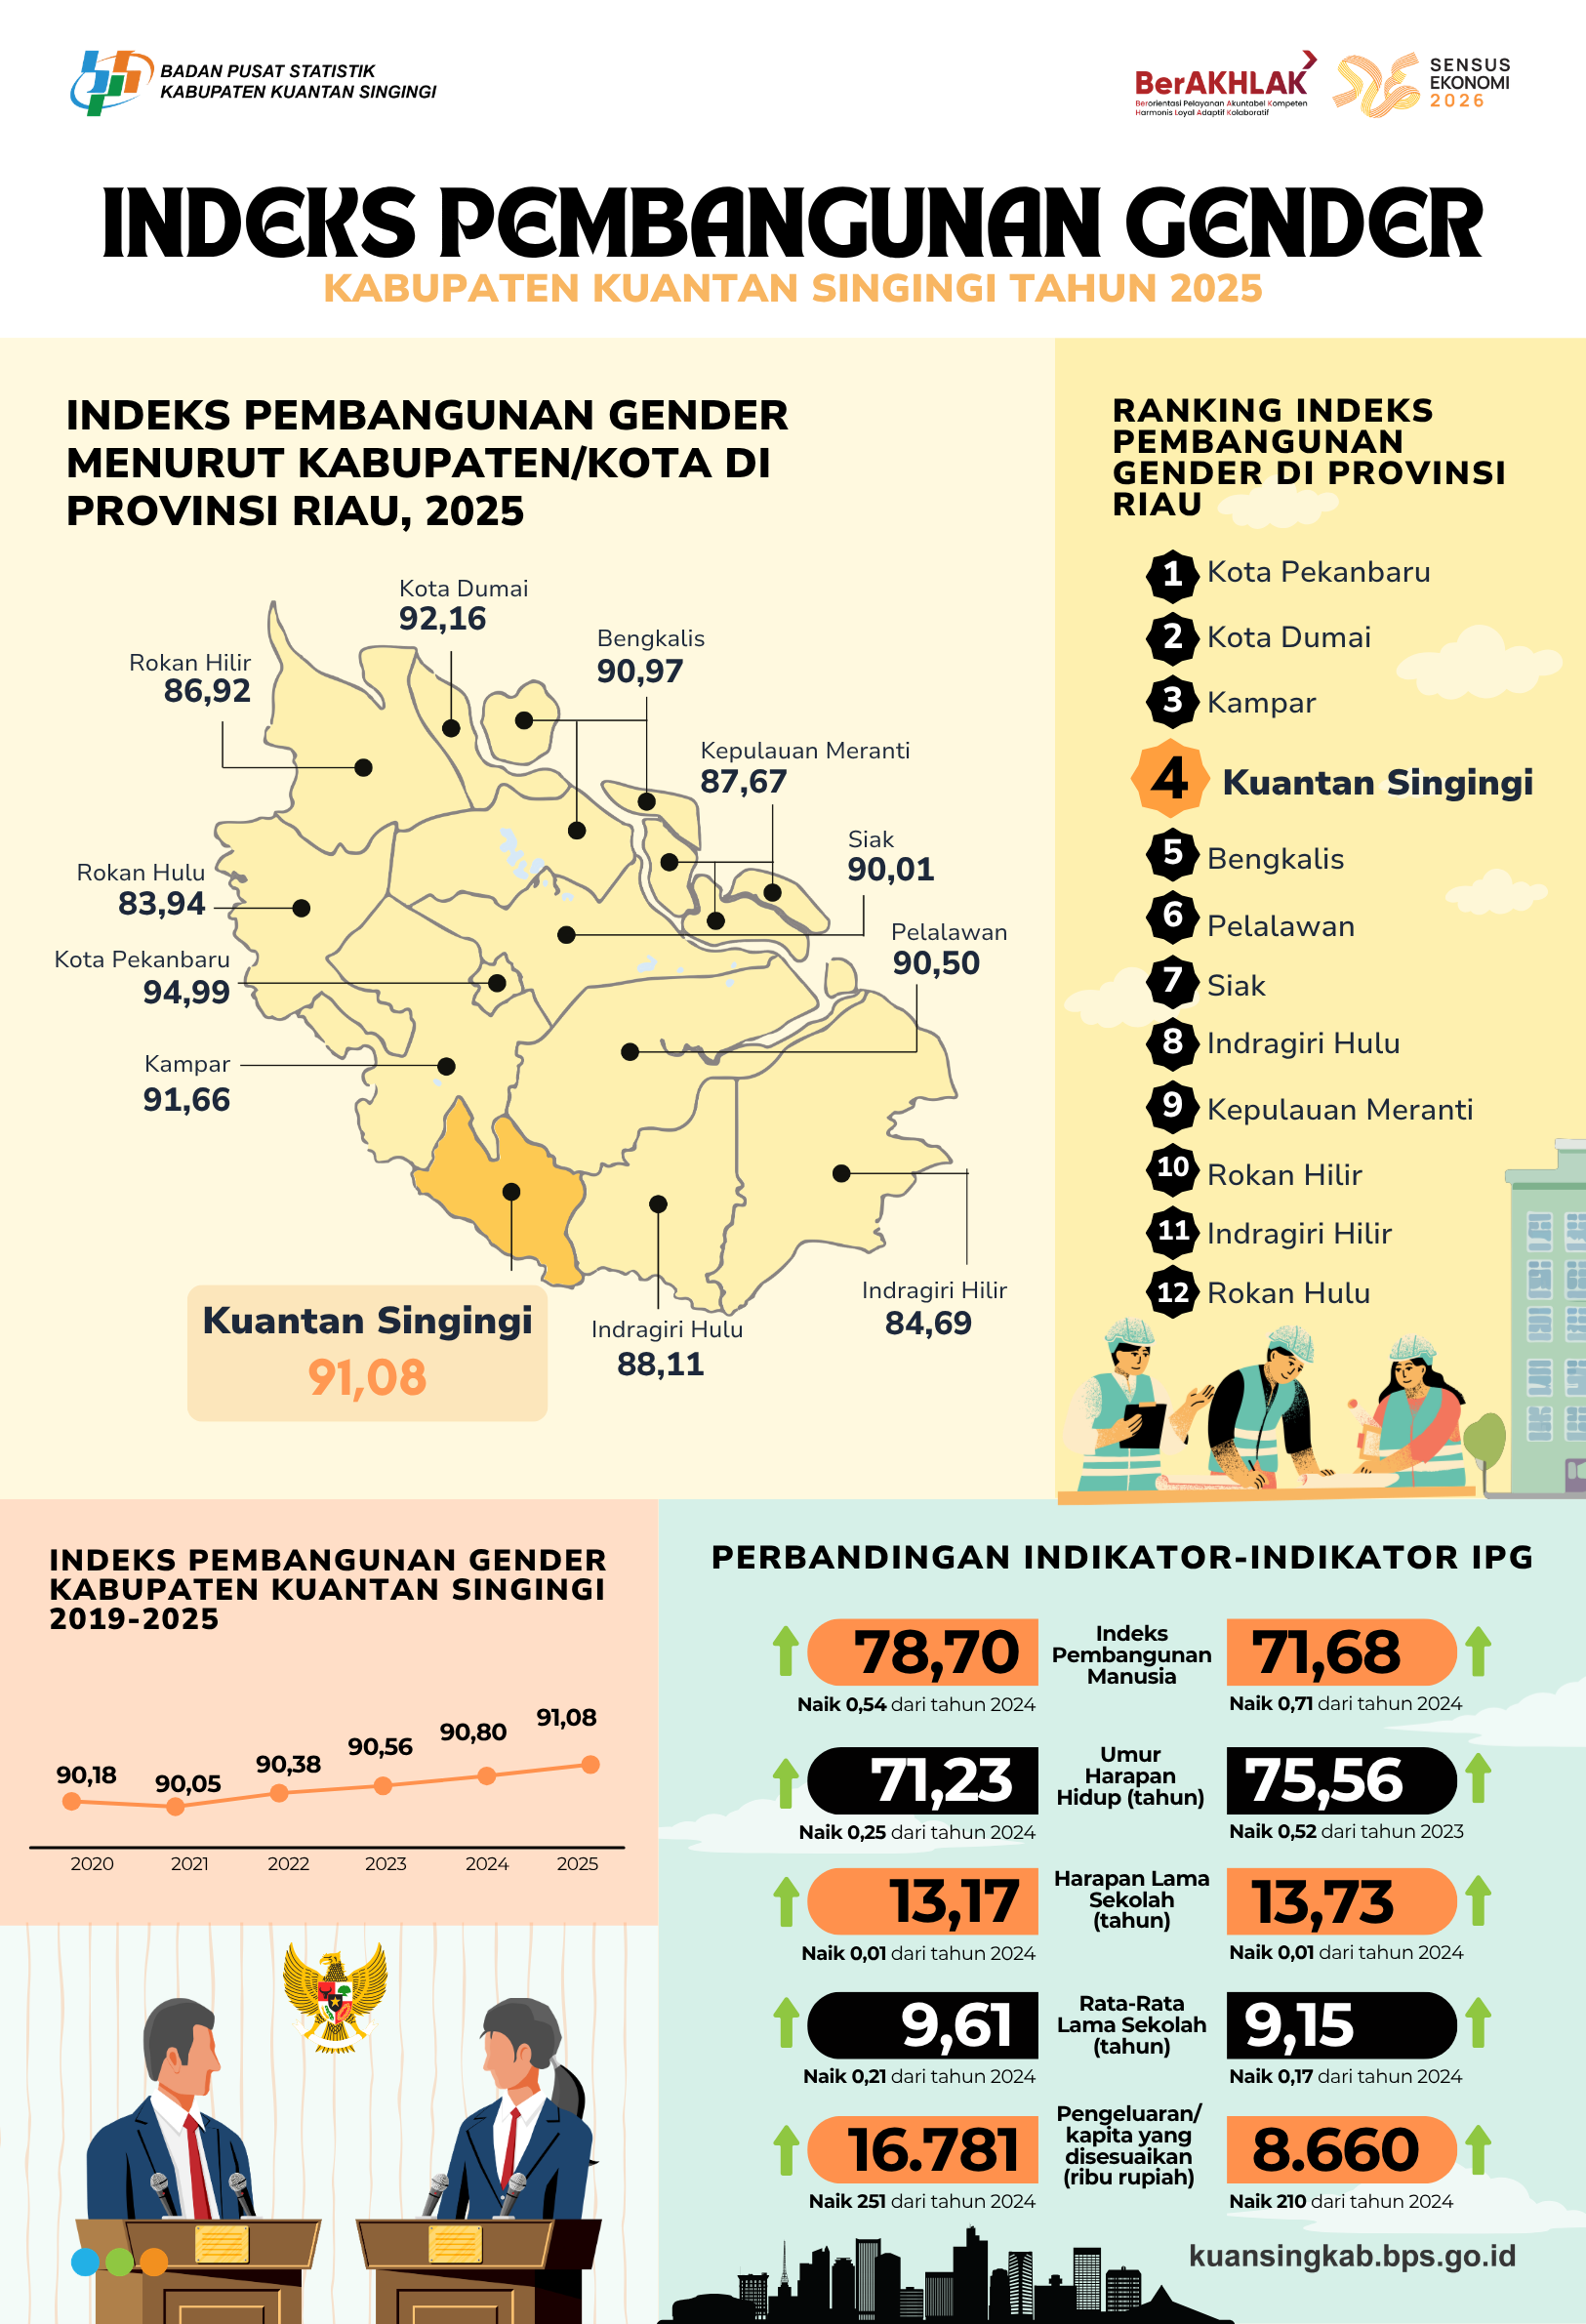 BADAN PUSAT STATISTIK
KABUPATEN KUANTAN SINGINGI
BerAKHLAK
Berorientasi Pelayanan Akuntabel Kompeten
Harmonis Loyal Adaptif Kolaboratif
SENSUS
EKONOMI
2026
INDEKS PEMBANGUNAN GENDER
KABUPATEN KUANTAN SINGINGI TAHUN 2025
INDEKS PEMBANGUNAN GENDER
MENURUT KABUPATEN/KOTA DI
PROVINSI RIAU, 2025
Kota Dumai
92,16
Bengkalis
90,97
Rokan Hilir
86,92
Kepulauan Meranti
87,67
Siak
90,01
Rokan Hulu
83,94
Pelalawan
90,50
Kota Pekanbaru
94,99
Kampar
91,66
Indragiri Hilir
84,69
Kuantan Singingi
91,08
Indragiri Hulu
88,11
RANKING INDEKS
PEMBANGUNAN
GENDER DI PROVINSI
RIAU
1 Kota Pekanbaru
2 Kota Dumai
3 Kampar
4 Kuantan Singingi
5 Bengkalis
6 Pelalawan
7 Siak
8 Indragiri Hulu
9 Kepulauan Meranti
10 Rokan Hilir
11 Indragiri Hilir
12 Rokan Hulu
INDEKS PEMBANGUNAN GENDER
KABUPATEN KUANTAN SINGINGI
2019-2025
90,18 90,05 90,38 90,56 90,80 91,08
2020 2021 2022 2023 2024 2025
PERBANDINGAN INDIKATOR-INDIKATOR IPG
78,70
Indeks
Pembangunan
Manusia
71,68
Naik 0,54 dari tahun 2024
Naik 0,71 dari tahun 2024
71,23
Umur
Harapan
Hidup (tahun)
75,56
Naik 0,25 dari tahun 2024
Naik 0,52 dari tahun 2023
13,17
Harapan Lama
Sekolah
(tahun)
13,73
Naik 0,01 dari tahun 2024
Naik 0,01 dari tahun 2024
9,61
Rata-Rata
Lama Sekolah
(tahun)
9,15
Naik 0,21 dari tahun 2024
Naik 0,17 dari tahun 2024
16.781
Pengeluaran/
kapita yang
disesuaikan
(ribu rupiah)
8.660
Naik 251 dari tahun 2024
Naik 210 dari tahun 2024
kuansingkab.bps.go.id